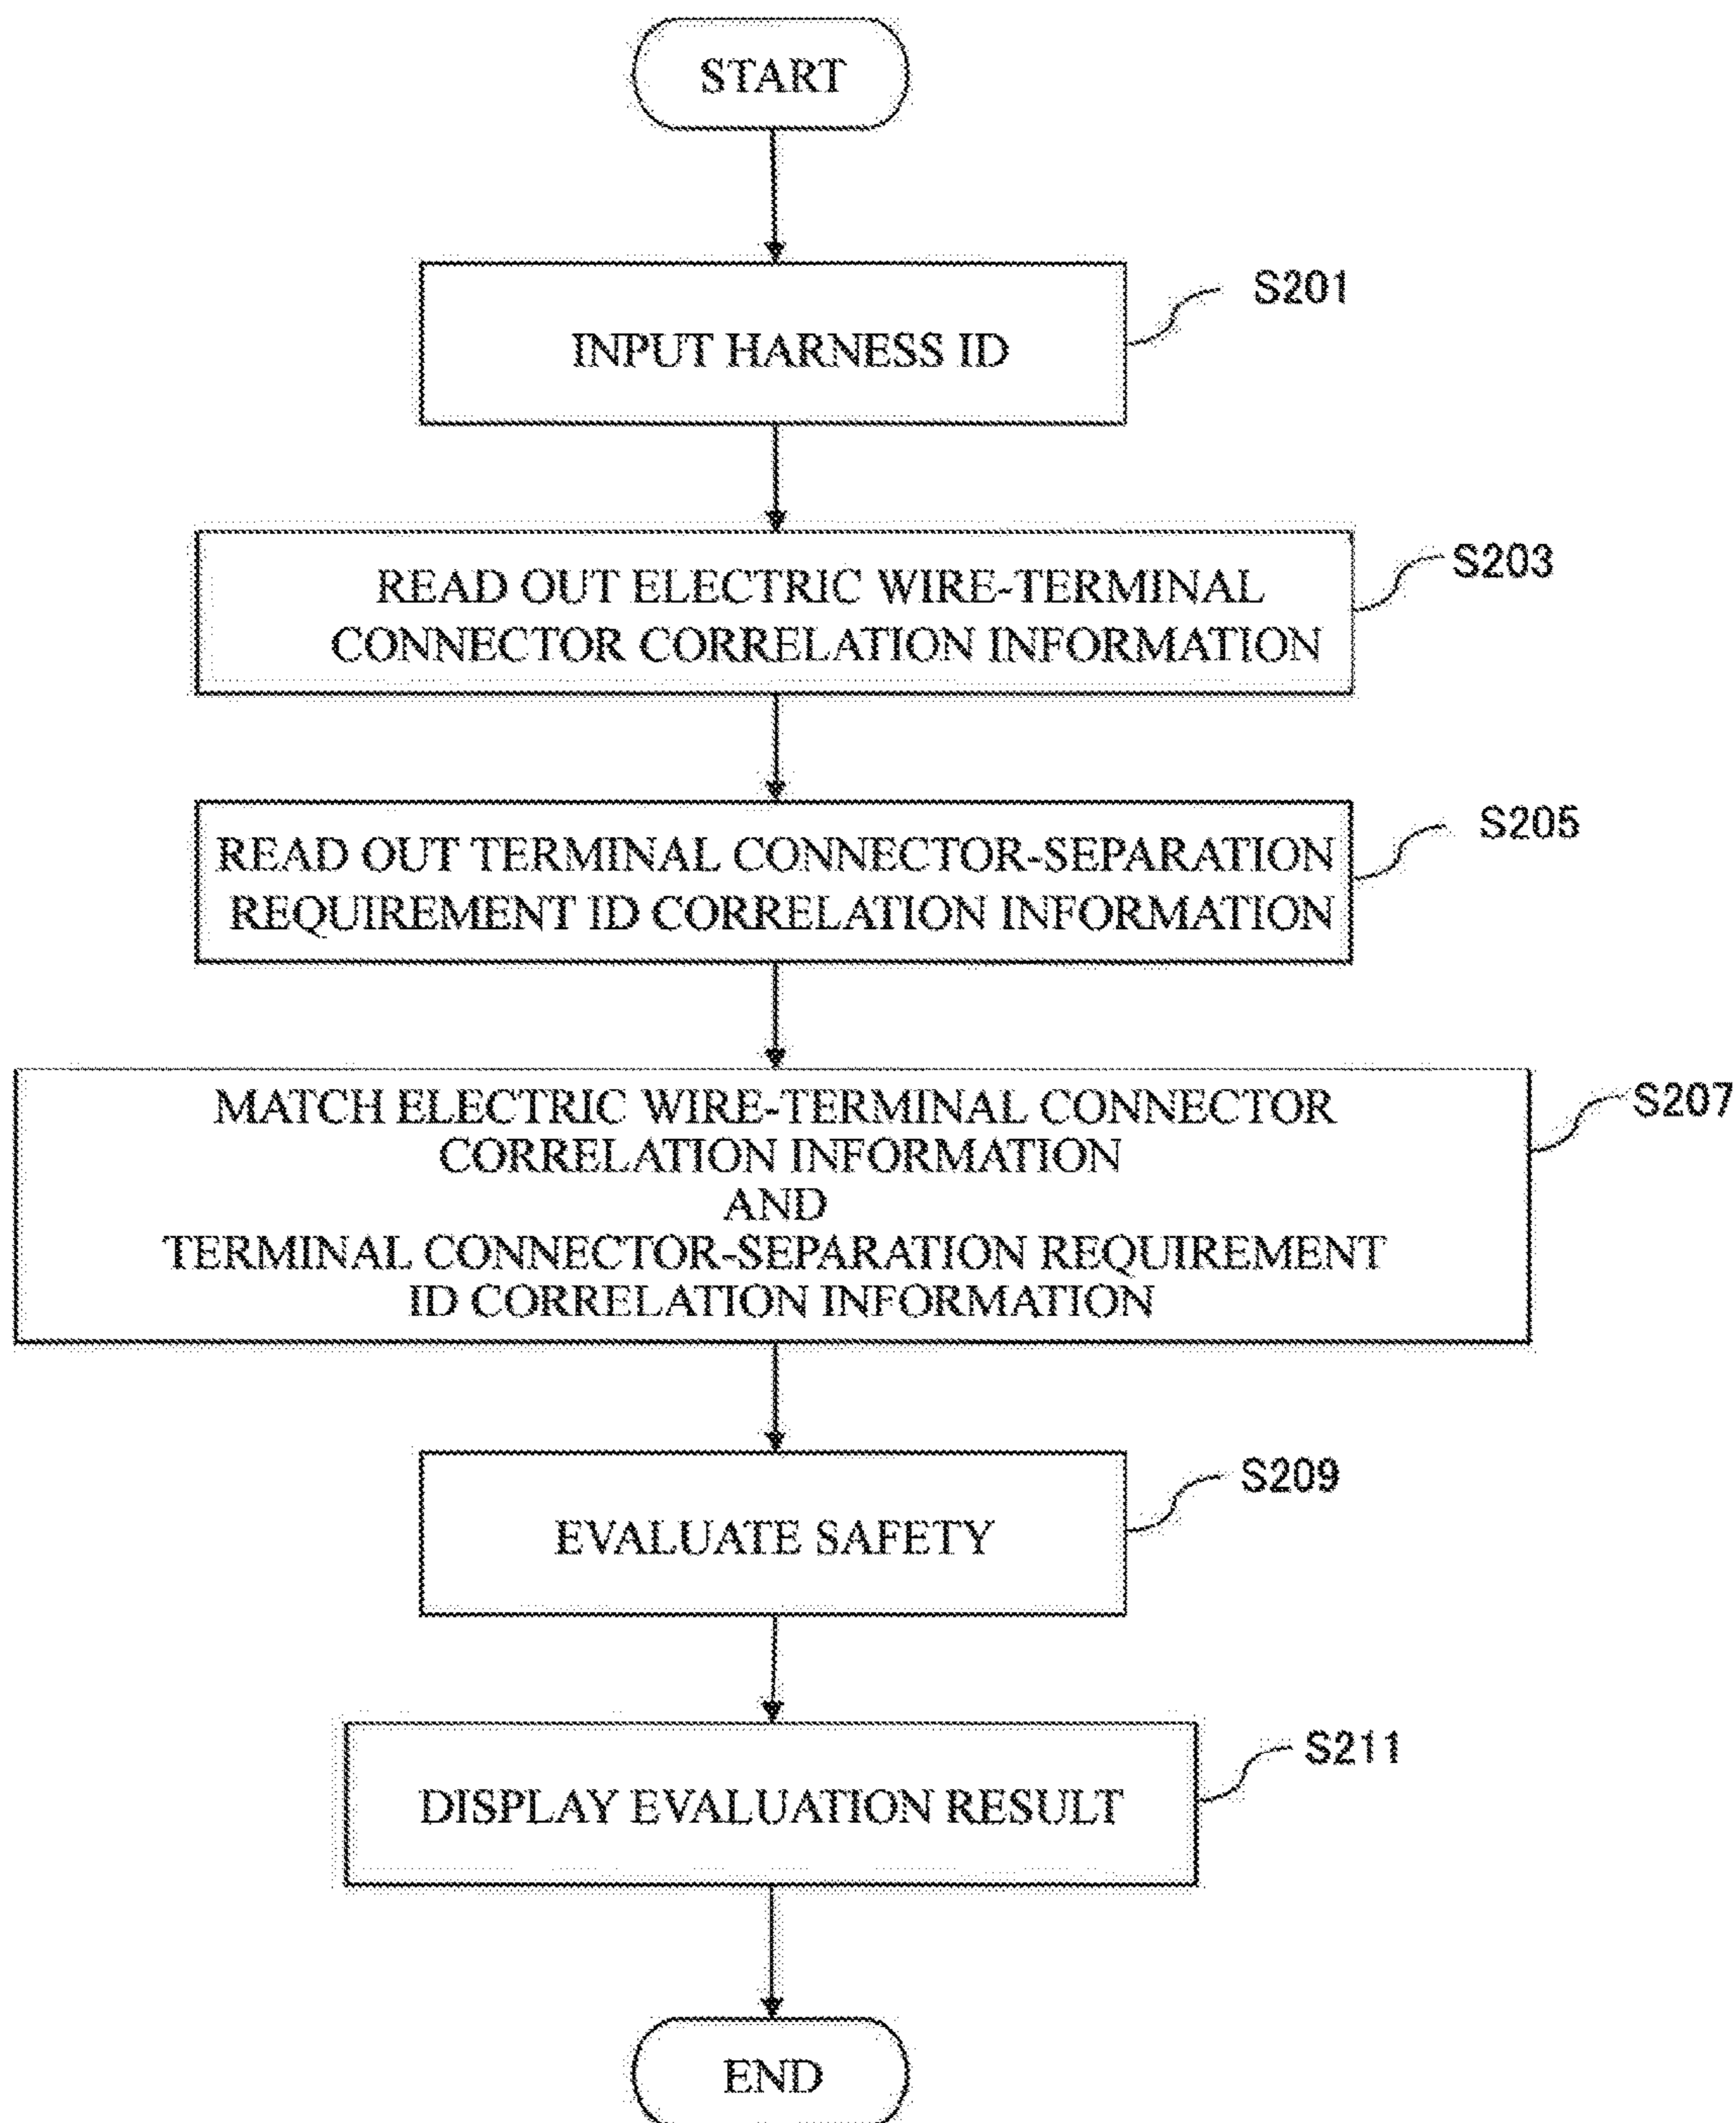 START
INPUT HARNESS ID
S201
READ OUT ELECTRIC WIRE-TERMINAL
CONNECTOR CORRELATION INFORMATION
S203
READ OUT TERMINAL CONNECTOR-SEPARATION
REQUIREMENT ID CORRELATION INFORMATION
S205
MATCH ELECTRIC WIRE-TERMINAL CONNECTOR
CORRELATION INFORMATION
AND
TERMINAL CONNECTOR-SEPARATION REQUIREMENT
ID CORRELATION INFORMATION
S207
EVALUATE SAFETY
S209
DISPLAY EVALUATION RESULT
S211
END